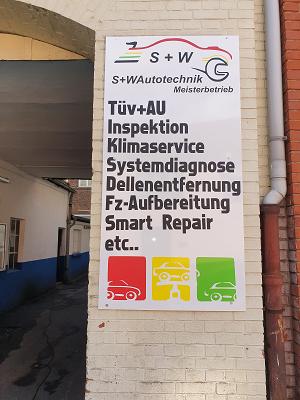 S + W
S+WAutotechnik
Meisterbetrieb
Tüv+AU
Inspektion
Klimaservice
Systemdiagnose
Dellenentfernung
Fz-Aufbereitung
Smart Repair
etc..